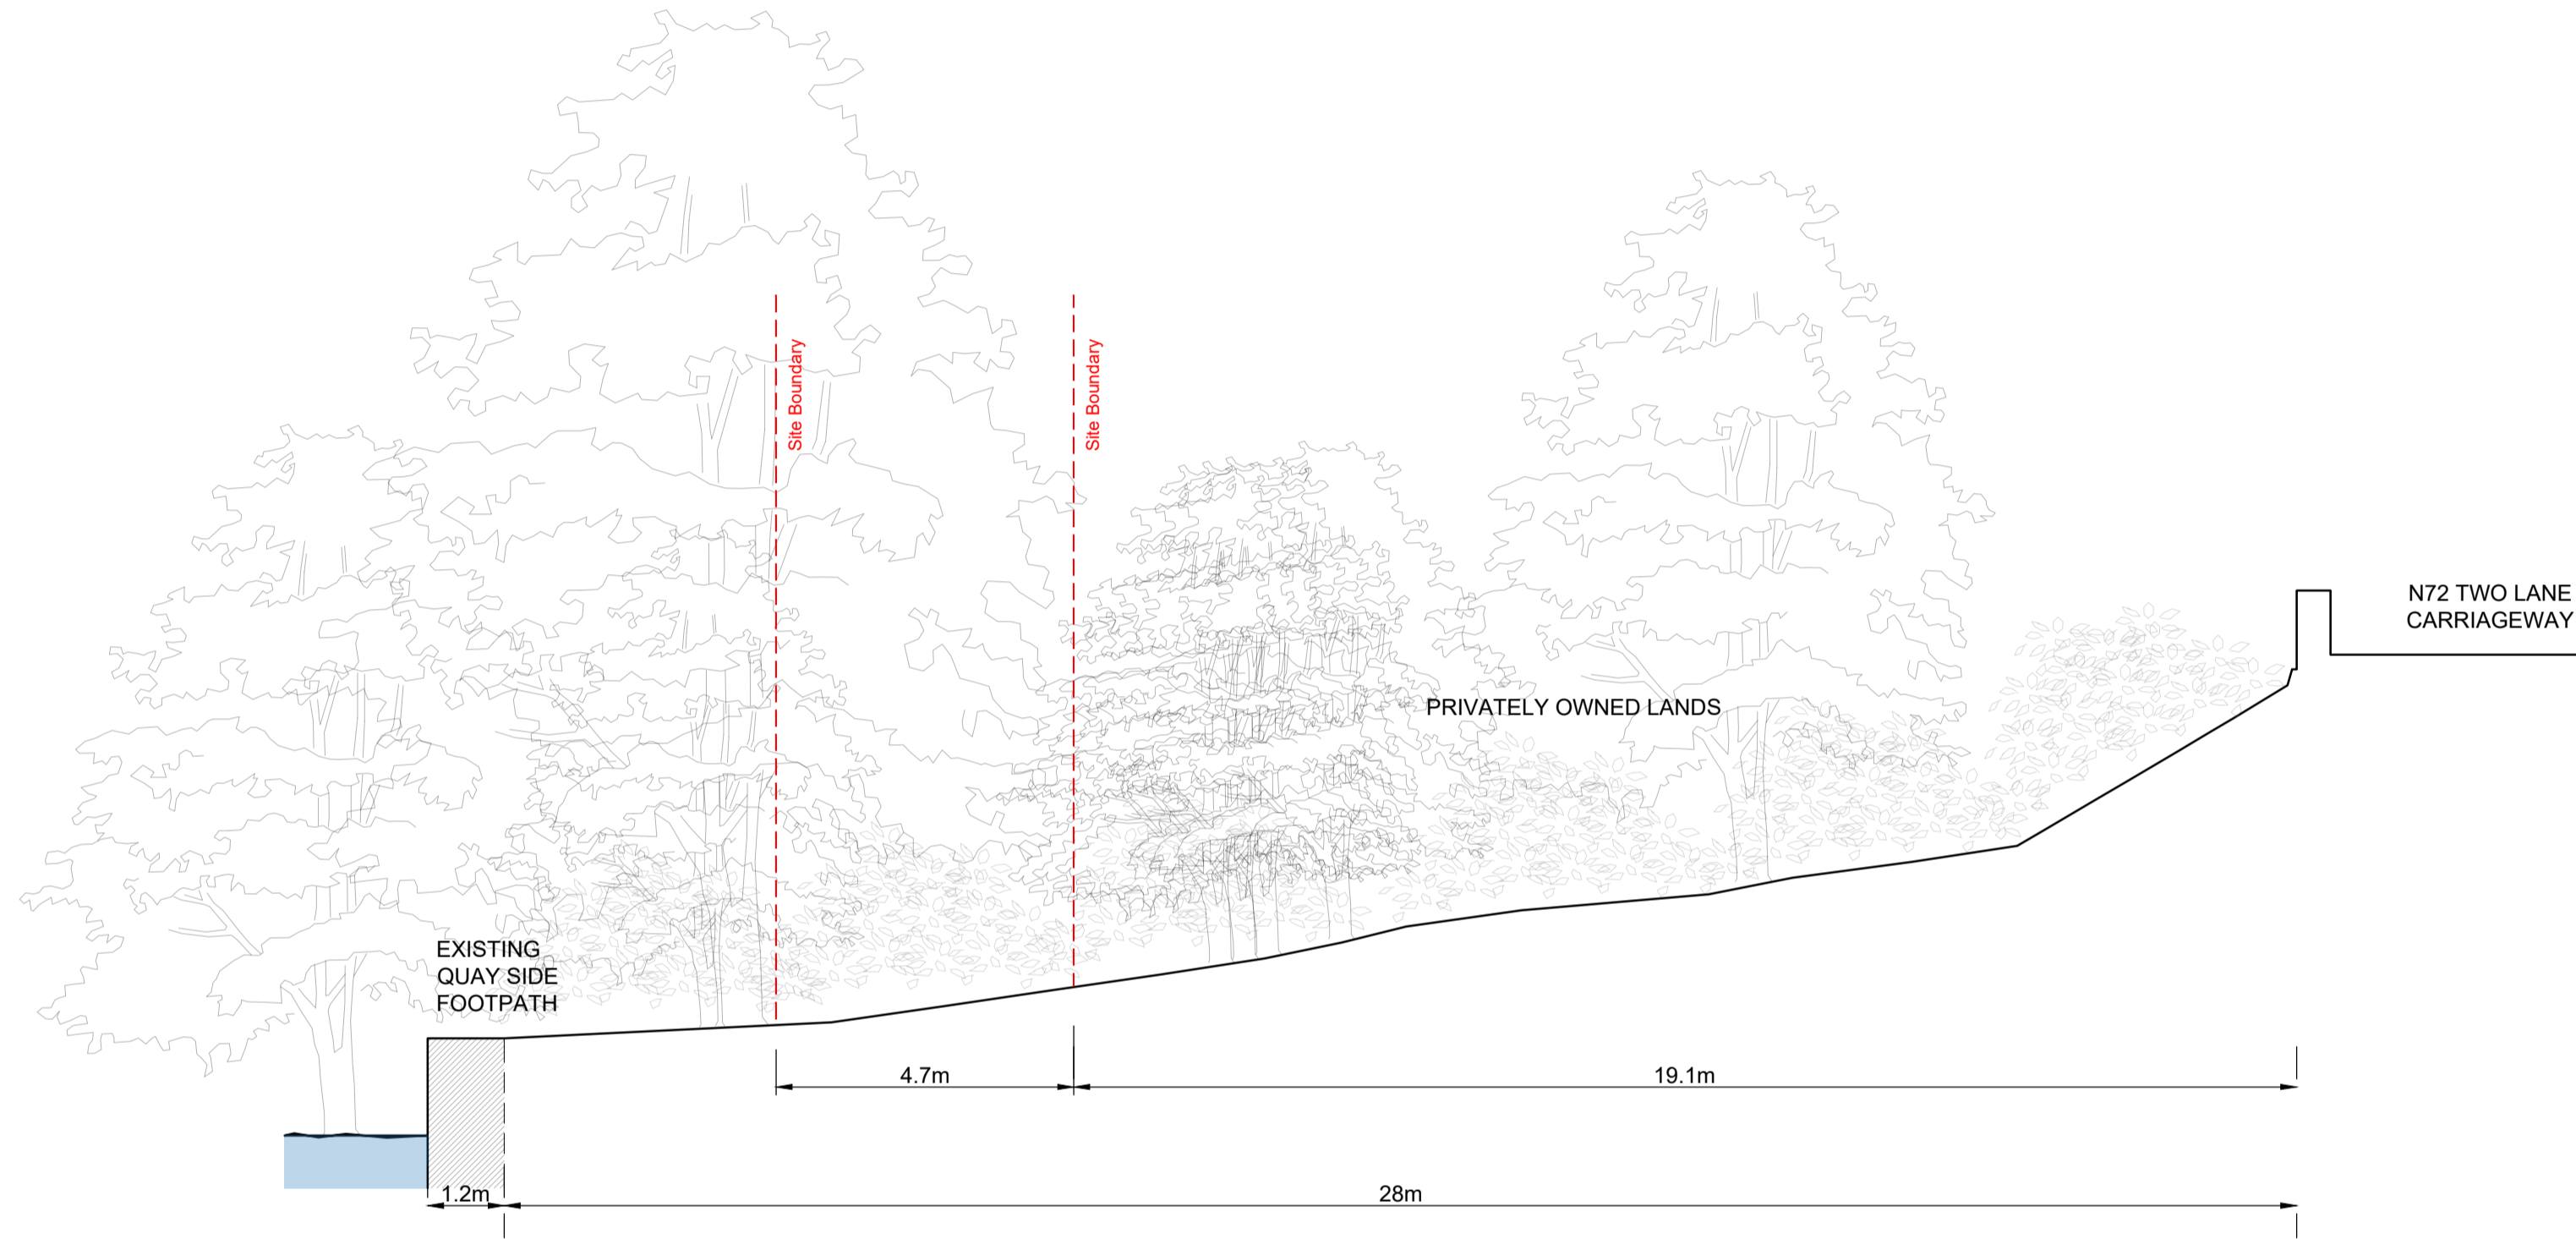 Site Boundary
Site Boundary
N72 TWO LANE
CARRIAGEWAY
PRIVATELY OWNED LANDS
EXISTING
QUAY SIDE
FOOTPATH
4.7m
19.1m
1.2m
28m